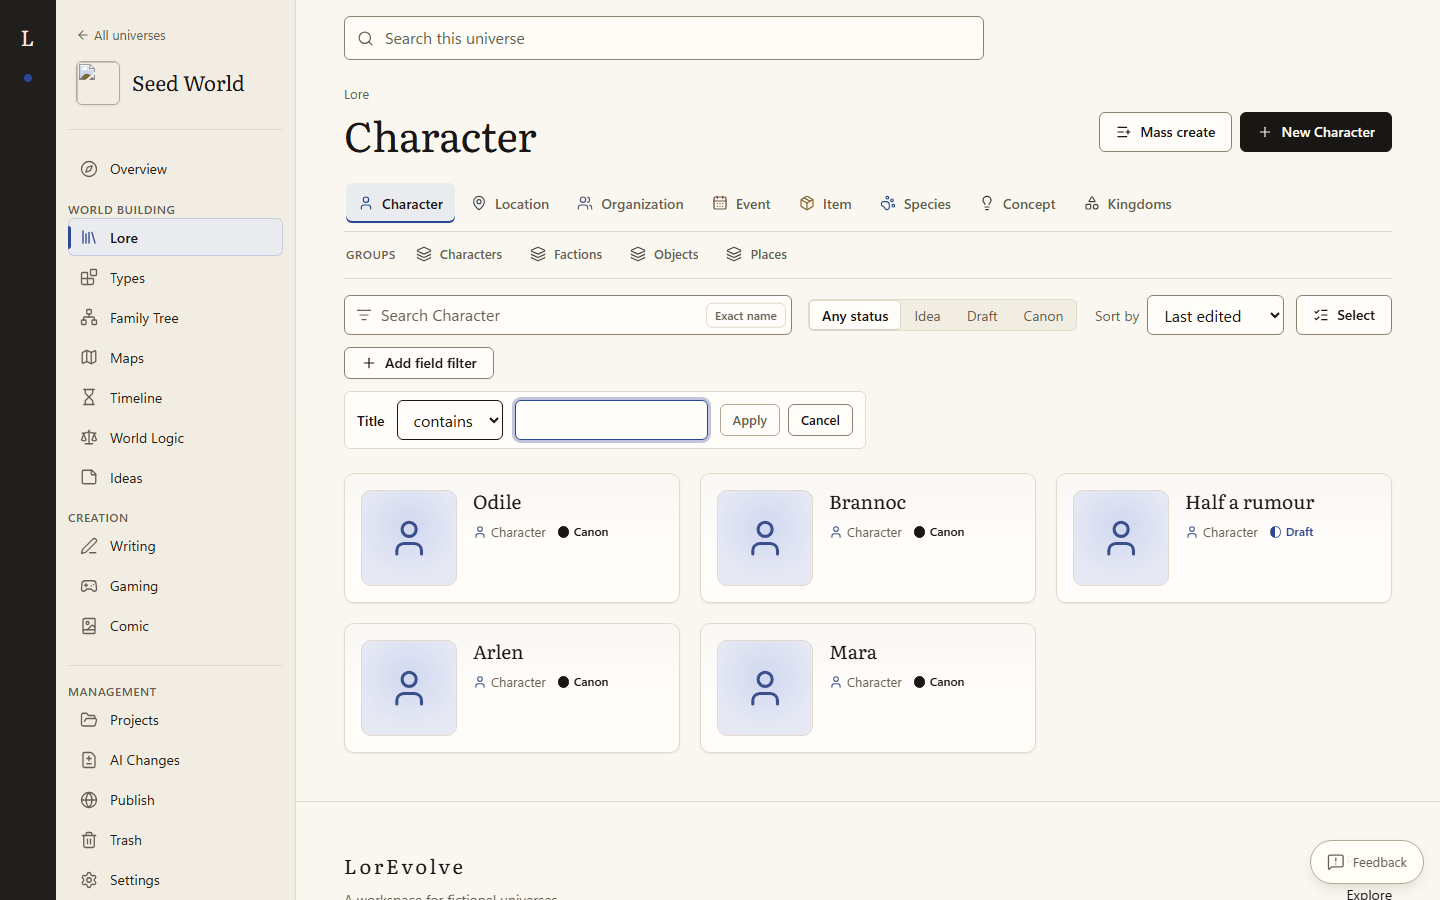 L
All universes
Seed World
Overview
WORLD BUILDING
Lore
Types
Family Tree
Maps
Timeline
World Logic
Ideas
CREATION
Writing
Gaming
Comic
MANAGEMENT
Projects
AI Changes
Publish
Trash
Settings
Search this universe
Lore
Character
Mass create
New Character
Character Location Organization Event Item Species Concept Kingdoms
GROUPS Characters Factions Objects Places
Search Character Exact name Any status Idea Draft Canon Sort by Last edited Select
Add field filter
Title contains Apply Cancel
Odile
Character Canon
Brannoc
Character Canon
Half a rumour
Character Draft
Arlen
Character Canon
Mara
Character Canon
LorEvolve
A workspace for fictional universes
Feedback
Explore